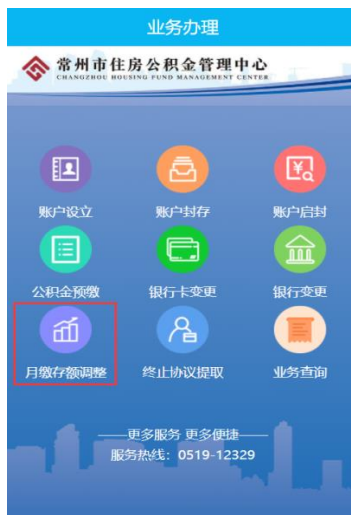 业务办理
常州市住房公积金管理中心
CHANGZHOU HOUSING FUND MANAGEMENT CENTER
账户设立 账户封存 账户启封
公积金预缴 银行卡变更 银行变更
月缴存额调整 终止协议提取 业务查询
——更多服务 更多便捷——
服务热线：0519-12329